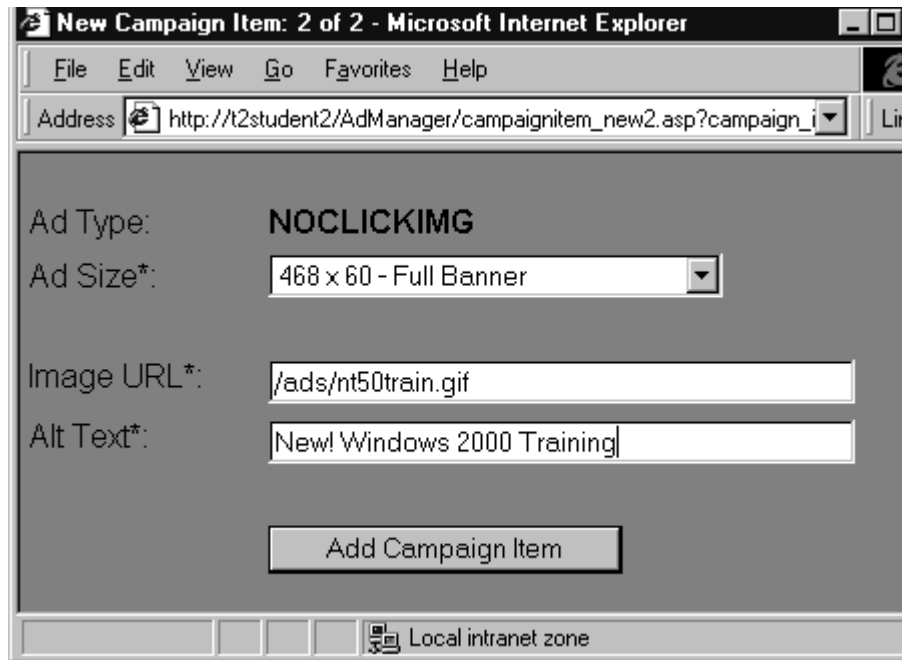 New Campaign Item: 2 of 2 - Microsoft Internet Explorer
File Edit View Go Favorites Help
Address http://t2student2/AdManager/campaignitem_new2.asp?campaign_i
Ad Type: NOCLICKIMG
Ad Size*: 468 x 60 - Full Banner
Image URL*: /ads/nt50train.gif
Alt Text*: New! Windows 2000 Training
Add Campaign Item
Local intranet zone